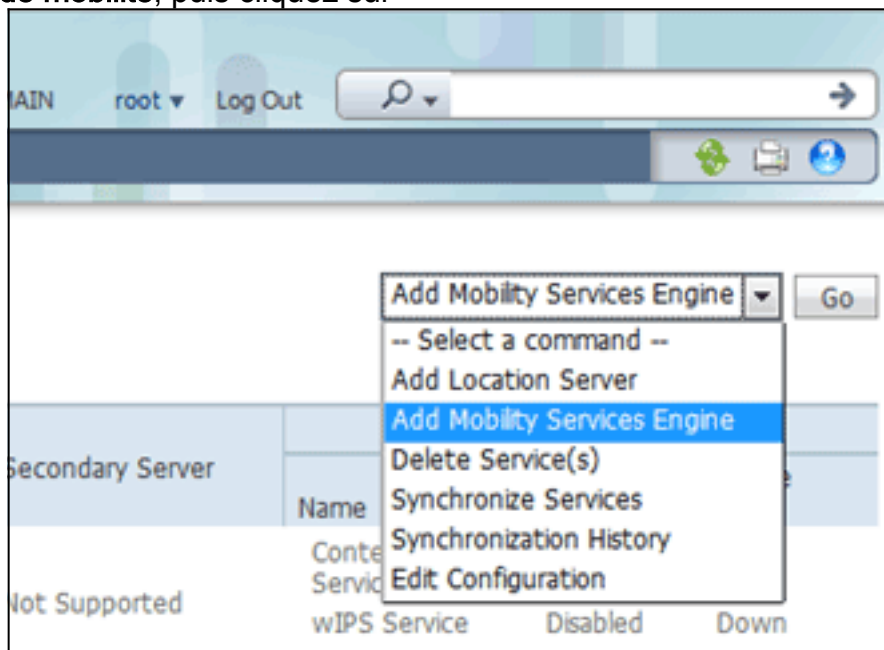 de mobilité, puis cliquez sur
MAIN root Log Out
Add Mobility Services Engine Go
-- Select a command --
Add Location Server
Add Mobility Services Engine
Delete Service(s)
Synchronize Services
Synchronization History
Edit Configuration
Secondary Server
Name
Not Supported
wIPS Service Disabled Down